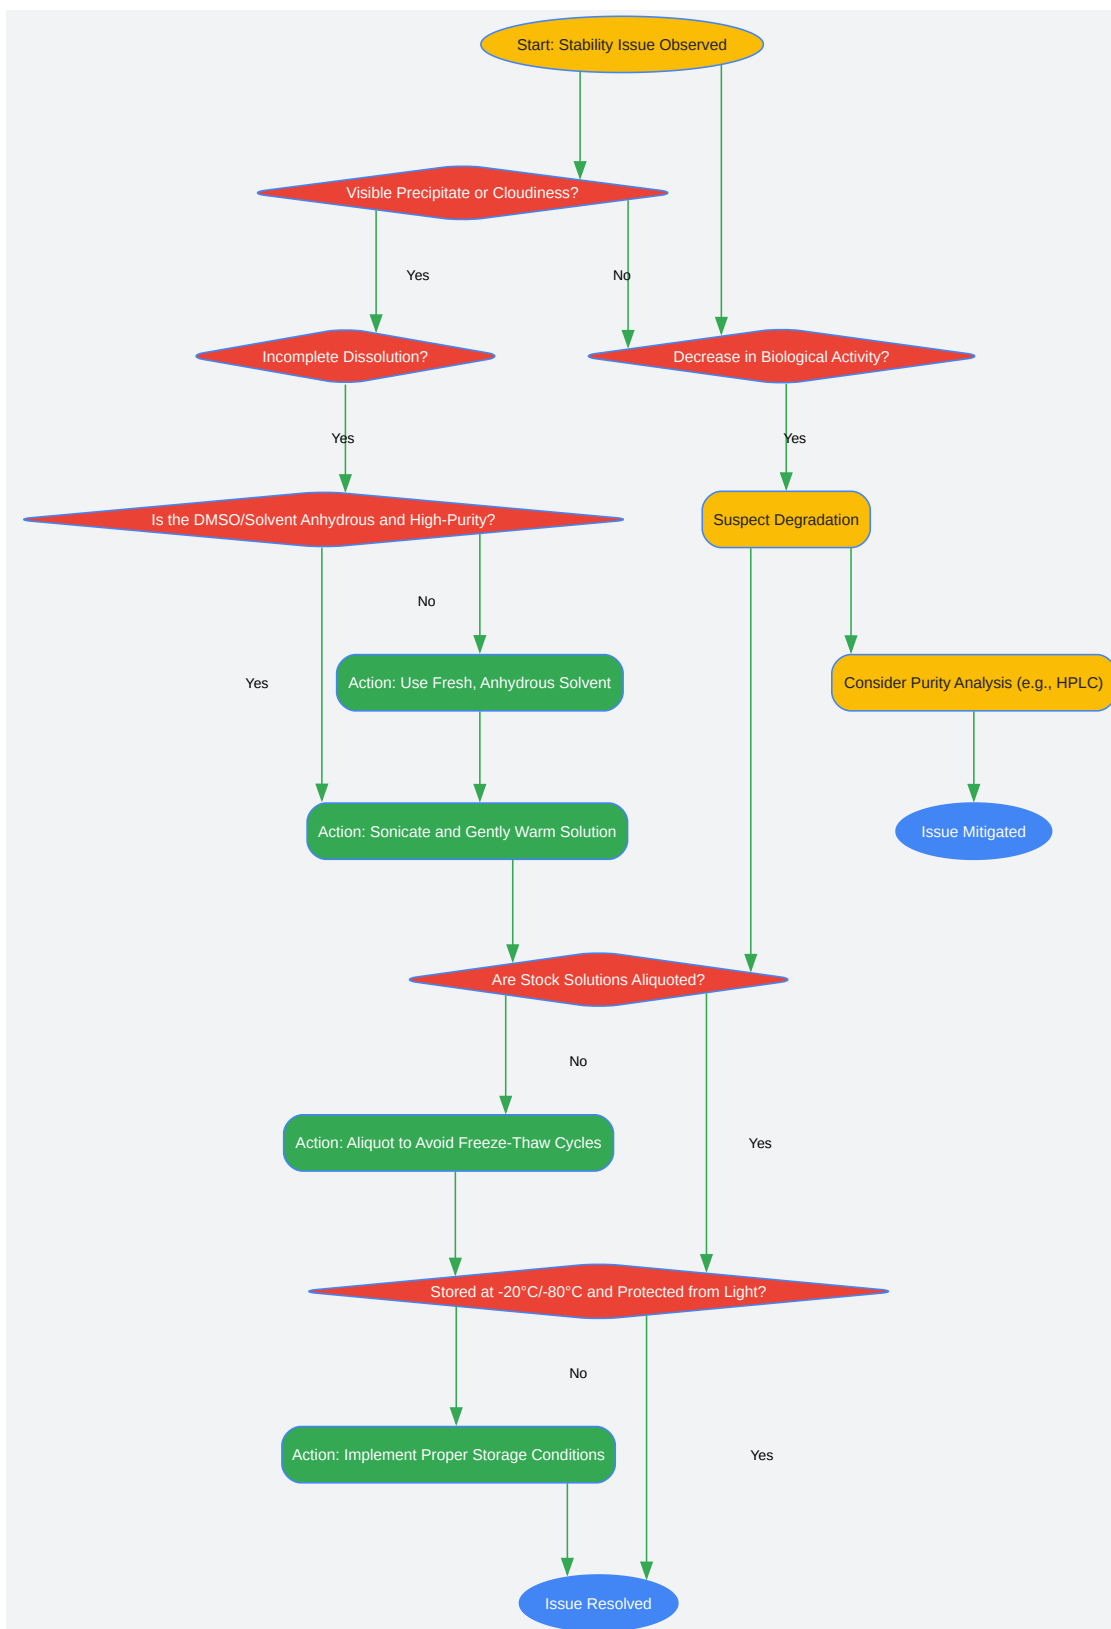 Start: Stability Issue Observed
Visible Precipitate or Cloudiness?
Yes
No
Incomplete Dissolution?
Decrease in Biological Activity?
Yes
Yes
Is the DMSO/Solvent Anhydrous and High-Purity?
Suspect Degradation
No
Yes
Action: Use Fresh, Anhydrous Solvent
Consider Purity Analysis (e.g., HPLC)
Action: Sonicate and Gently Warm Solution
Issue Mitigated
Are Stock Solutions Aliquoted?
No
Action: Aliquot to Avoid Freeze-Thaw Cycles
Yes
Stored at -20°C/-80°C and Protected from Light?
No
Action: Implement Proper Storage Conditions
Yes
Issue Resolved